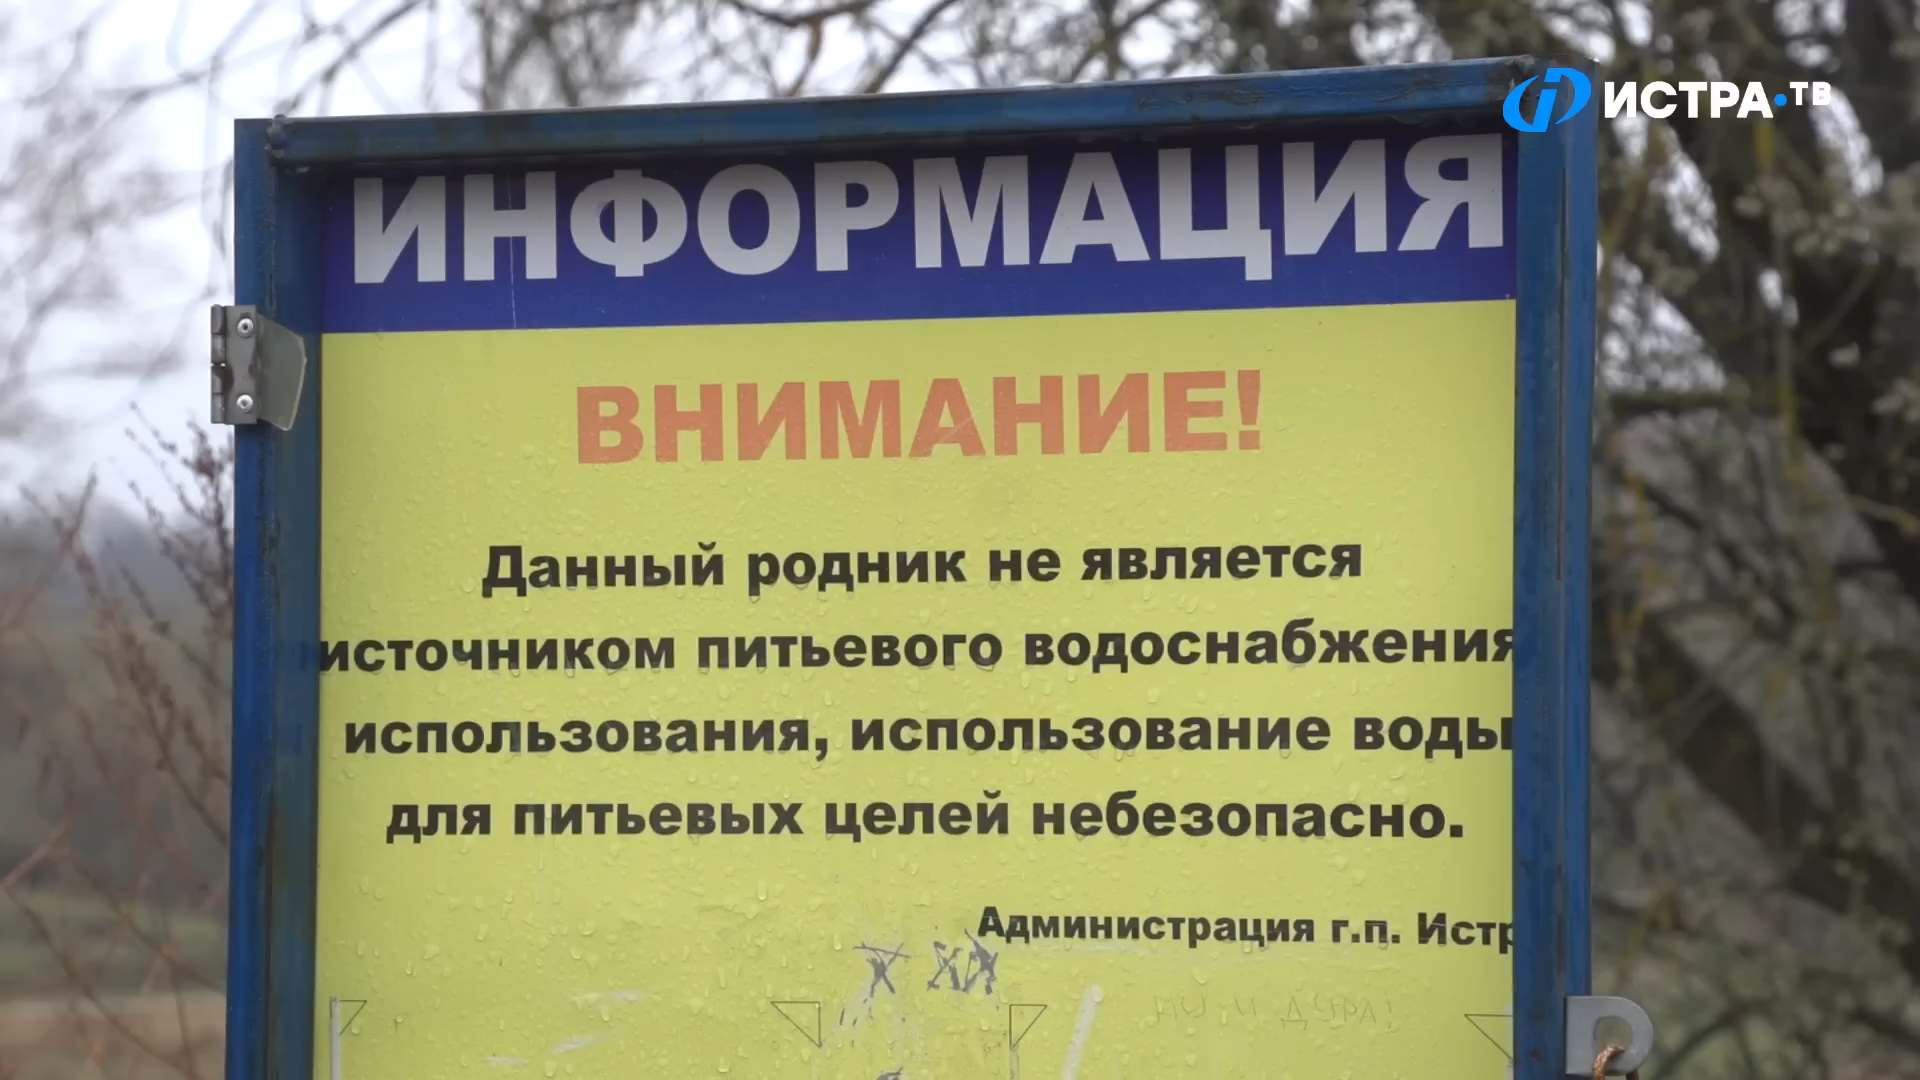 ИСТРА•ТВ
ИНФОРМАЦИЯ
ВНИМАНИЕ!
Данный родник не является
источником питьевого водоснабжения
использования, использование воды
для питьевых целей небезопасно.
Администрация г.п. Истр